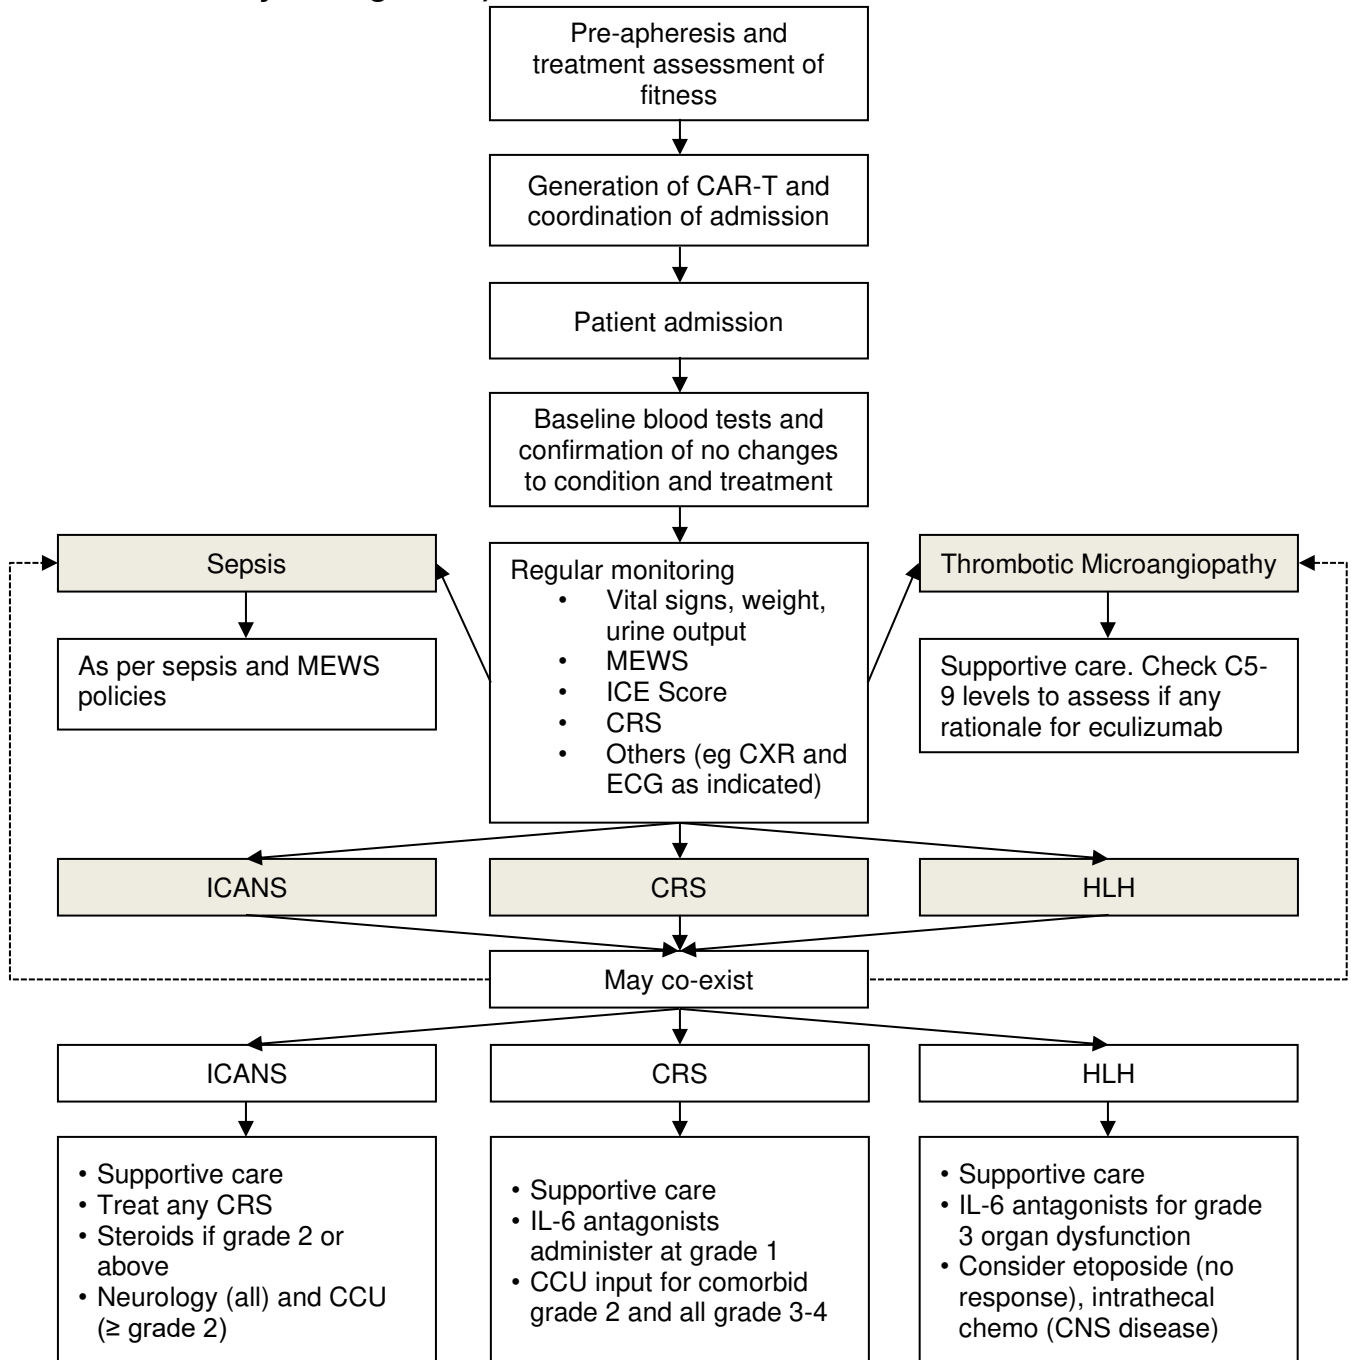 Pre-apheresis and
treatment assessment of
fitness
Generation of CAR-T and
coordination of admission
Patient admission
Baseline blood tests and
confirmation of no changes
to condition and treatment
Sepsis
As per sepsis and MEWS
policies
Regular monitoring
• Vital signs, weight,
urine output
• MEWS
• ICE Score
• CRS
• Others (eg CXR and
ECG as indicated)
Thrombotic Microangiopathy
Supportive care. Check C5-
9 levels to assess if any
rationale for eculizumab
ICANS
CRS
HLH
May co-exist
ICANS
CRS
HLH
• Supportive care
• Treat any CRS
• Steroids if grade 2 or
above
• Neurology (all) and CCU
(≥ grade 2)
• Supportive care
• IL-6 antagonists
administer at grade 1
• CCU input for comorbid
grade 2 and all grade 3-4
• Supportive care
• IL-6 antagonists for grade
3 organ dysfunction
• Consider etoposide (no
response), intrathecal
chemo (CNS disease)